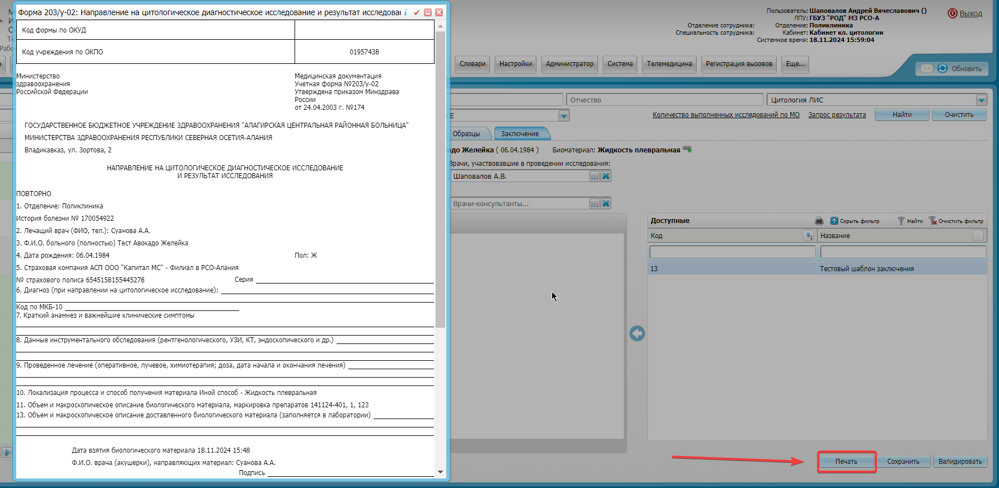 Форма 203/у-02: Направление на цитологическое диагностическое исследование и результат
Код формы по ОКУД
Код учреждения по ОКПО
01957438
Министерство
здравоохранения
Российской Федерации
Медицинская документация
Учетная форма №203/у-02
Утверждена приказом Минздрава
России
от 24.04.2003 г. №174
ГОСУДАРСТВЕННОЕ БЮДЖЕТНОЕ УЧРЕЖДЕНИЕ ЗДРАВООХРАНЕНИЯ "АЛАГИРСКАЯ ЦЕНТРАЛЬНАЯ РАЙОННАЯ БОЛЬНИЦА"
МИНИСТЕРСТВА ЗДРАВООХРАНЕНИЯ РЕСПУБЛИКИ СЕВЕРНАЯ ОСЕТИЯ-АЛАНИЯ
Владикавказ, ул. Зортова, 2
НАПРАВЛЕНИЕ НА ЦИТОЛОГИЧЕСКОЕ ДИАГНОСТИЧЕСКОЕ ИССЛЕДОВАНИЕ
И РЕЗУЛЬТАТ ИССЛЕДОВАНИЯ
ПОВТОРНО
1. Отделение: Поликлиника
История болезни № 170054922
2. Лечащий врач (ФИО, тел.): Суанова А.А.
3. Ф.И.О. больного (полностью) Тест Авокадо Желейка
4. Дата рождения: 06.04.1984 Пол: Ж
5. Страховая компания АСП ООО "Капитал МС" - Филиал в РСО-Алания
№ страхового полиса 6545158155445278 Серия
6. Диагноз (при направлении на цитологическое исследование):
Код по МКБ-10
7. Краткий анамнез и важнейшие клинические симптомы
8. Данные инструментального обследования (рентгенологического, УЗИ, КТ, эндоскопического и др.)
9. Проведенное лечение (оперативное, лучевое, химиотерапия; доза, дата начала и окончания лечения)
10. Локализация процесса и способ получения материала Иной способ - Жидкость плевральная
11. Объем и макроскопическое описание биологического материала, маркировка препаратов 141124-401, 1, 123
13. Объем и макроскопическое описание доставленного биологического материала (заполняется в лаборатории)
Дата взятия биологического материала 18.11.2024 15:48
Ф.И.О. врача (акушерки), направляющих материал: Суанова А.А.
Подпись
Пользователь: Шаповалов Андрей Вячеславович ()
ЛПУ: ГБУЗ "РОД" МЗ РСО-А
Отделение сотрудника: Отделение: Поликлиника
Специальность сотрудника: Кабинет: Кабинет кл. цитологии
Системное время: 18.11.2024 15:59:04
Выход
Словари
Настройки
Администратор
Система
Телемедицина
Регистрация вызовов
Еще...
Обновить
Отчество
Цитология ЛИС
Количество выполненных исследований по МО
Запрос результата
Найти
Очистить
Образцы
Заключение
Желейка ( 06.04.1984 ) Биоматериал: Жидкость плевральная
Врачи, участвовавшие в проведении исследования:
Шаповалов А.В.
...
Врачи-консультанты...
...
Доступные
Скрыть фильтр
Найти
Очистить фильтр
Код
1
Название
13
Тестовый шаблон заключения
Печать
Сохранить
Валидировать